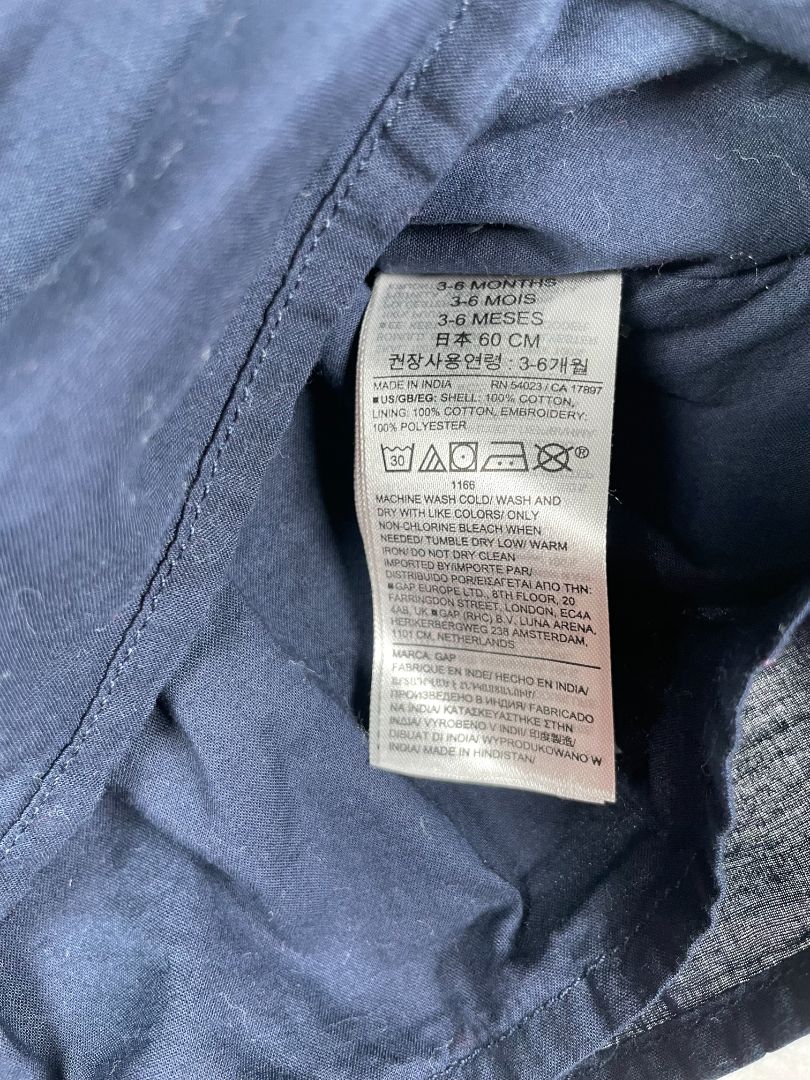 3-6 MONTHS
3-6 MOIS
3-6 MESES
日本 60 CM
권장사용연령 : 3-6개월
MADE IN INDIA RN 54023 / CA 17897
■US/GB/EG: SHELL: 100% COTTON,
LINING: 100% COTTON, EMBROIDERY:
100% POLYESTER
30
®
1166
MACHINE WASH COLD/ WASH AND
DRY WITH LIKE COLORS/ ONLY
NON-CHLORINE BLEACH WHEN
NEEDED/ TUMBLE DRY LOW/ WARM
IRON/ DO NOT DRY CLEAN
IMPORTED BY/IMPORTE PAR/
DISTRIBUIDO POR/ΕΙΣΑΓΕΤΑΙ ΑΠΟ ΤΗΝ:
■GAP EUROPE LTD., 8TH FLOOR, 20
FARRINGDON STREET, LONDON, EC4A
4AB, UK ■GAP (RHC) B.V. LUNA ARENA,
HERIKERBERGWEG 238 AMSTERDAM,
1101 CM, NETHERLANDS
MARCA: GAP
FABRIQUE EN INDE/ HECHO EN INDIA/
ПРОИЗВЕДЕНО В ИНДИЯ/ FABRICADO
NA INDIA/ ΚΑΤΑΣΚΕΥΑΣΤΗΚΕ ΣΤΗΝ
ΙΝΔΙΑ/ VYROBENO V INDII/ 印度製造/
DIBUAT DI INDIA/ WYPRODUKOWANO W
INDIA/ MADE IN HINDISTAN/